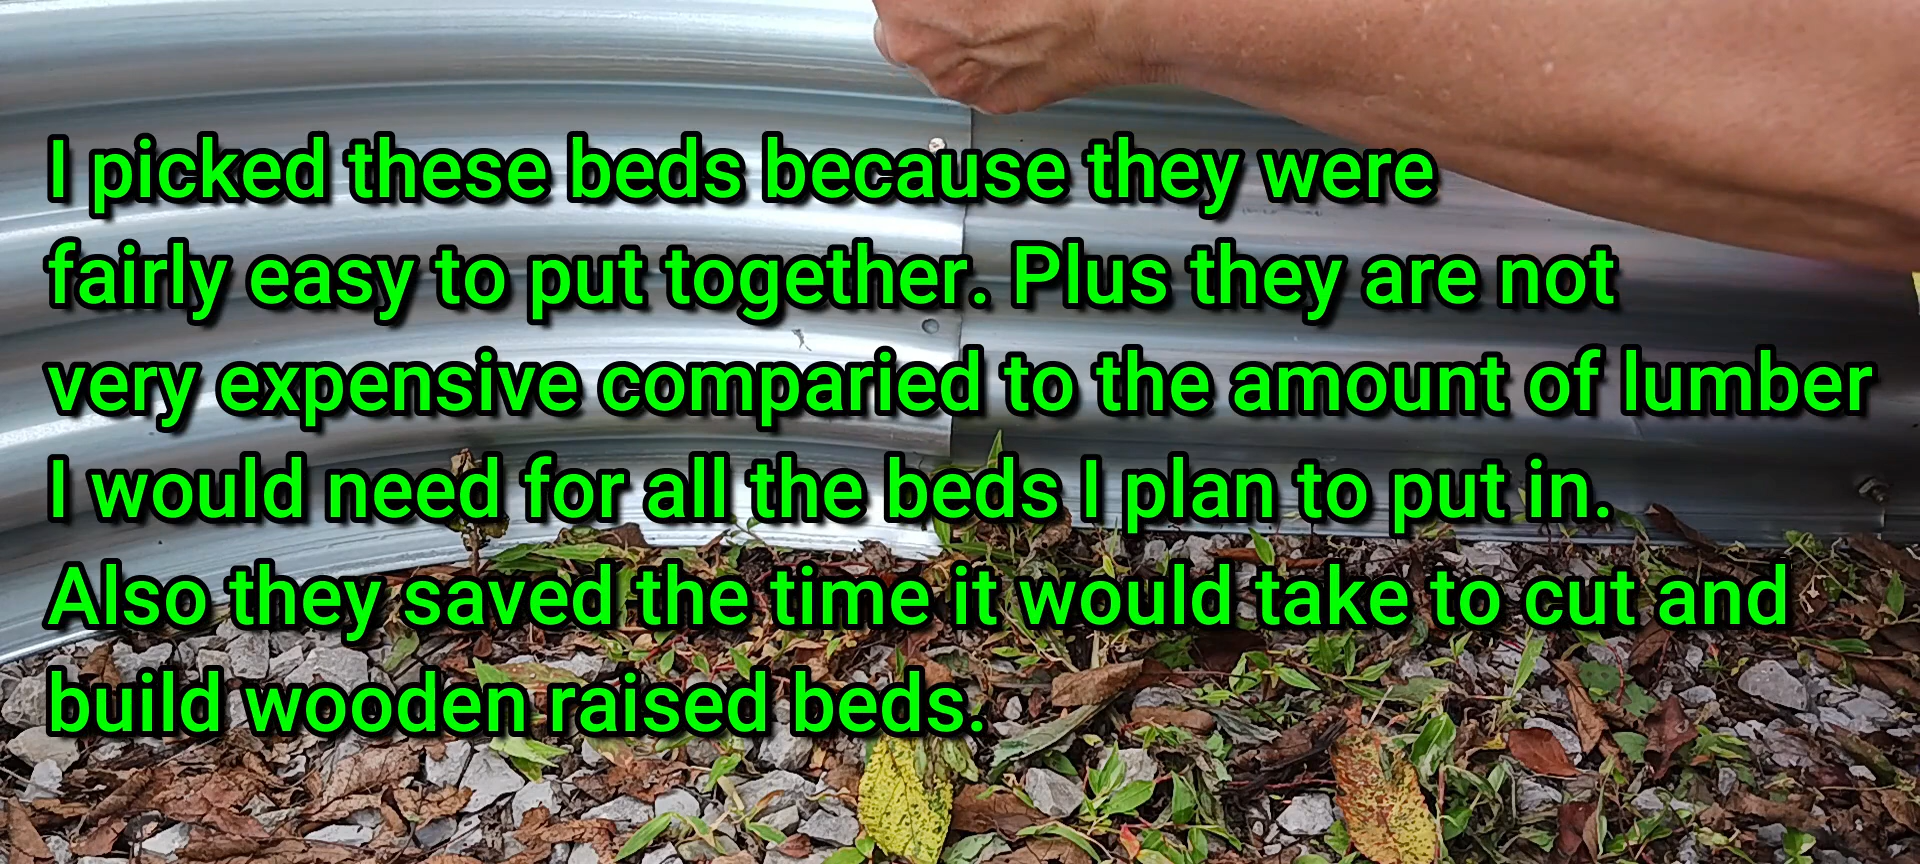 I picked these beds because they were
fairly easy to put together. Plus they are not
very expensive comparied to the amount of lumber
I would need for all the beds I plan to put in.
Also they saved the time it would take to cut and
build wooden raised beds.